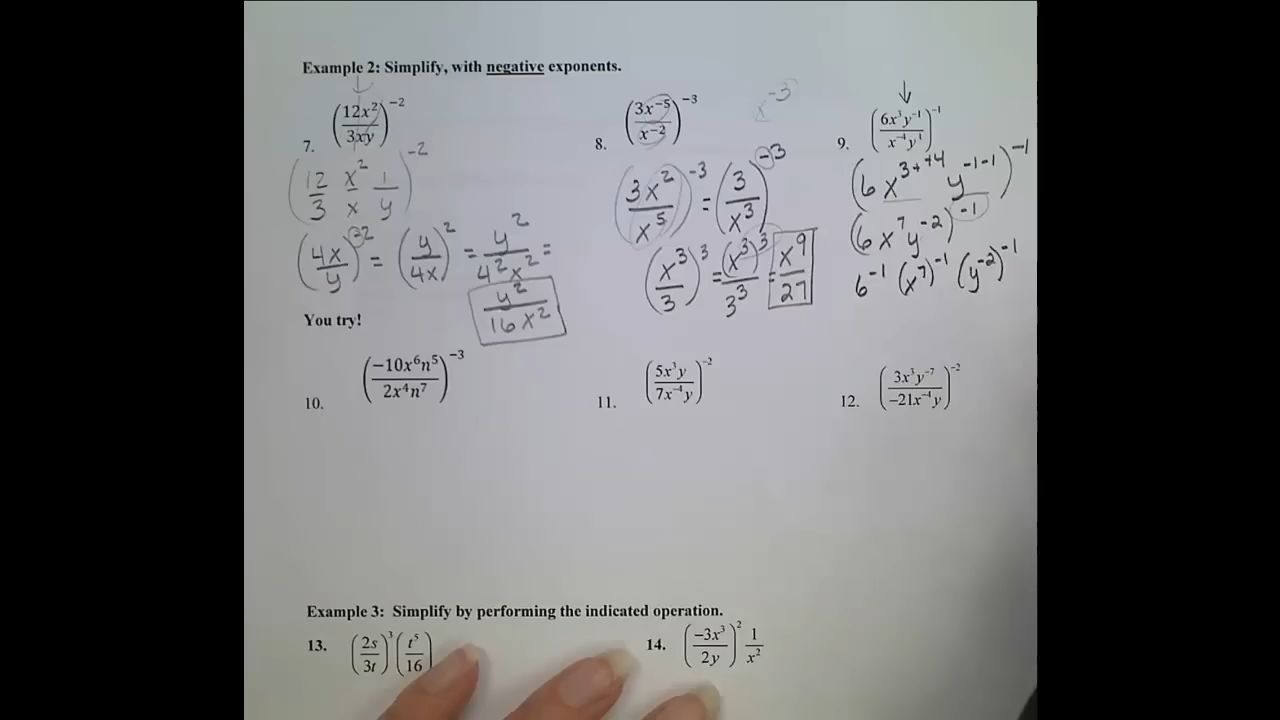 Example 2: Simplify, with negative exponents.
7. (12x²/3xy)⁻²
(12/3 x²/x 1/y)⁻²
(4x/y)⁻² = (y/4x)² = y²/4²x² =
y²/16x²
8. (3x⁻⁵/x⁻²)⁻³
x⁻³
(3x²/x⁵)⁻³ = (3/x³)⁻³
(x³/3)³ = (x³)³/3³ = x⁹/27
9. (6x³y⁻¹/x⁻⁴y¹)⁻¹
(6x³⁺⁺⁴ y⁻¹⁻¹)⁻¹
(6x⁷y⁻²)⁻¹
6⁻¹ (x⁷)⁻¹ (y⁻²)⁻¹
You try!
10. (−10x⁶n⁵/2x⁴n⁷)⁻³
11. (5x³y/7x⁻⁴y)⁻²
12. (3x³y⁻⁷/−21x⁻⁴y)⁻²
Example 3: Simplify by performing the indicated operation.
13. (2s/3t)³(t⁵/16)
14. (−3x³/2y)² 1/x²